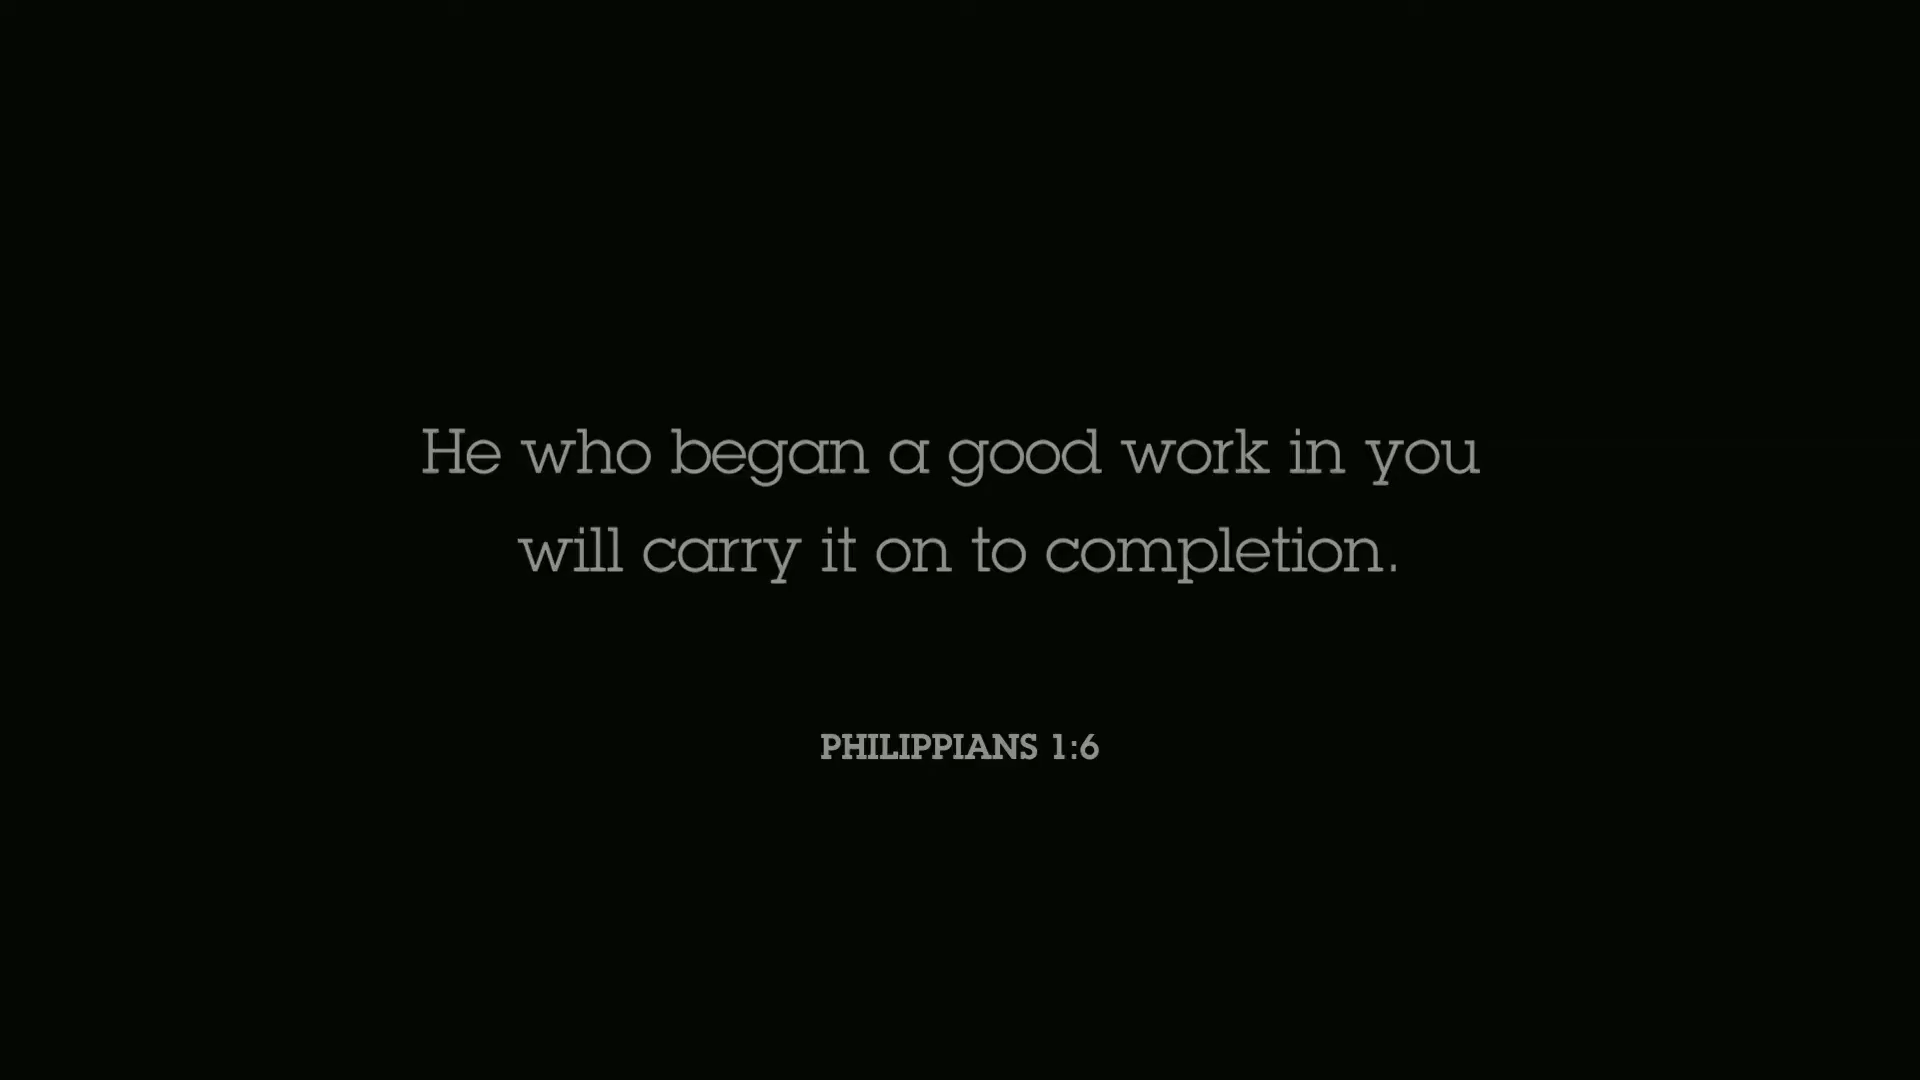 He who began a good work in you
will carry it on to completion.
PHILIPPIANS 1:6